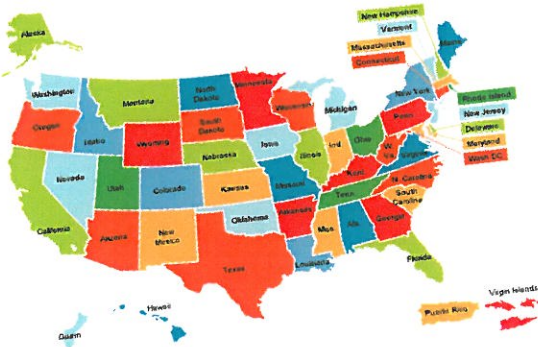 Alaska
New Hampshire
Vermont
Massachusetts
Connecticut
Maine
Washington
Montana
North
Dakota
Minnesota
Wisconsin
Michigan
New York
Rhode Island
New Jersey
Delaware
Maryland
Wash DC
Oregon
Idaho
Wyoming
South
Dakota
Iowa
Nebraska
Illinois
Ind
Ohio
Penn
W.
Va.
Virginia
Nevada
Utah
Colorado
Kansas
Missouri
Kent.
N. Carolina
South
Carolina
Tenn
California
Arizona
New
Mexico
Oklahoma
Arkansas
Texas
Louisiana
Miss
Ala.
Georgia
Florida
Hawaii
Guam
Puerto Rico
Virgin Islands